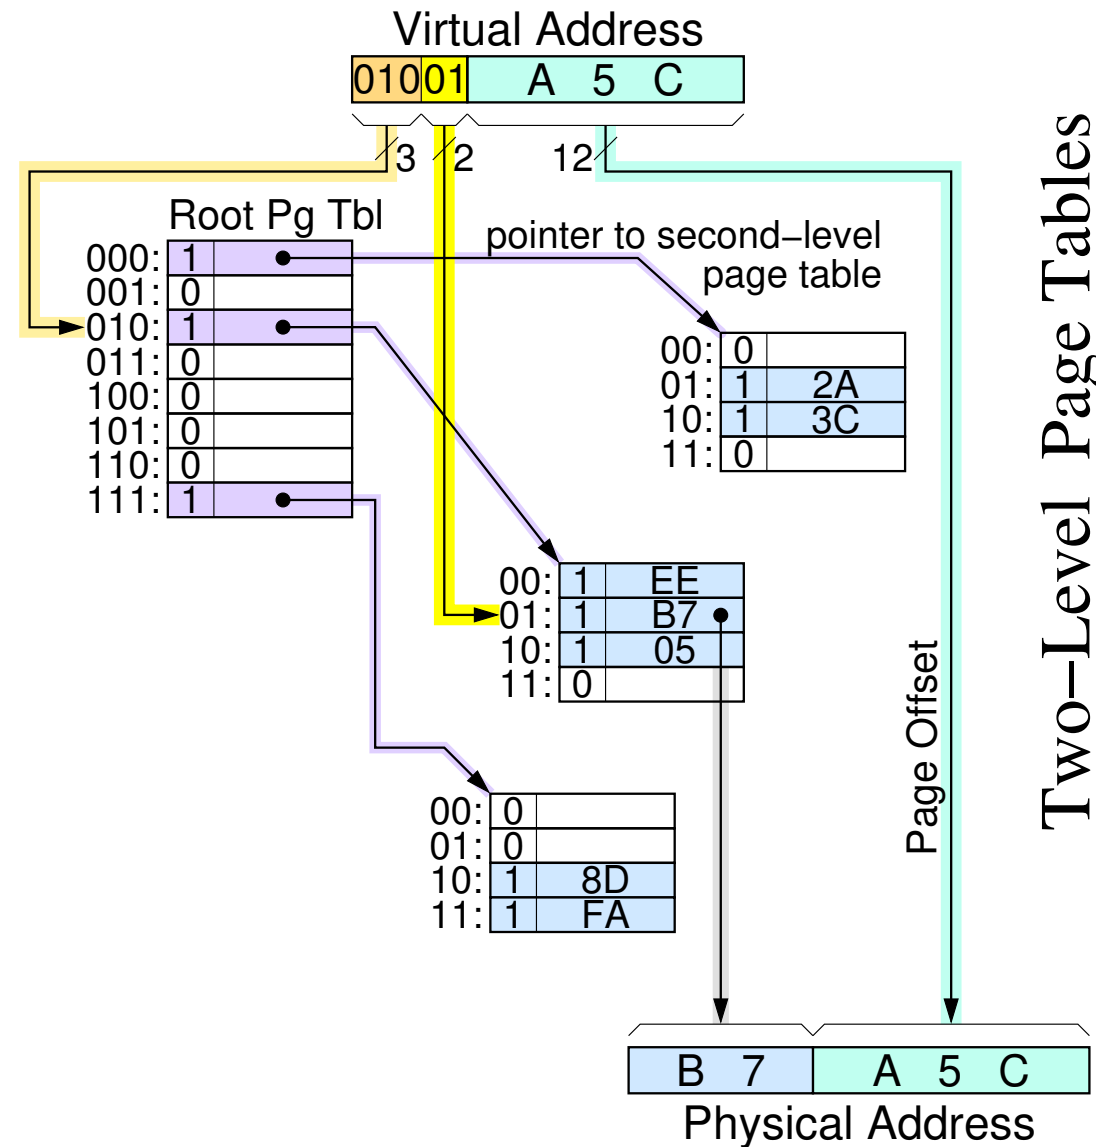 Virtual Address
010 01 A 5 C
3 2 12
Root Pg Tbl
000: 1
001: 0
010: 1
011: 0
100: 0
101: 0
110: 0
111: 1
pointer to second–level
page table
00: 0
01: 1 2A
10: 1 3C
11: 0
00: 1 EE
01: 1 B7
10: 1 05
11: 0
00: 0
01: 0
10: 1 8D
11: 1 FA
Page Offset
Two–Level Page Tables
B 7 A 5 C
Physical Address